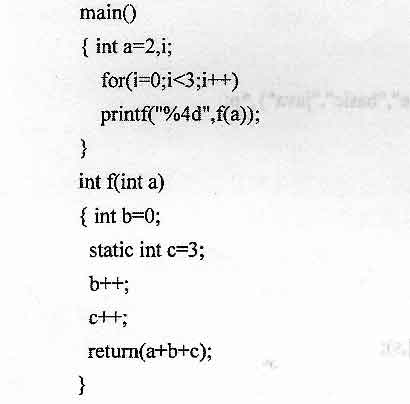 main()
{ int a=2,i;
for(i=0;i<3;i++)
printf("%4d",f(a));
}
int f(int a)
{ int b=0;
static int c=3;
b++;
c++;
return(a+b+c);
}